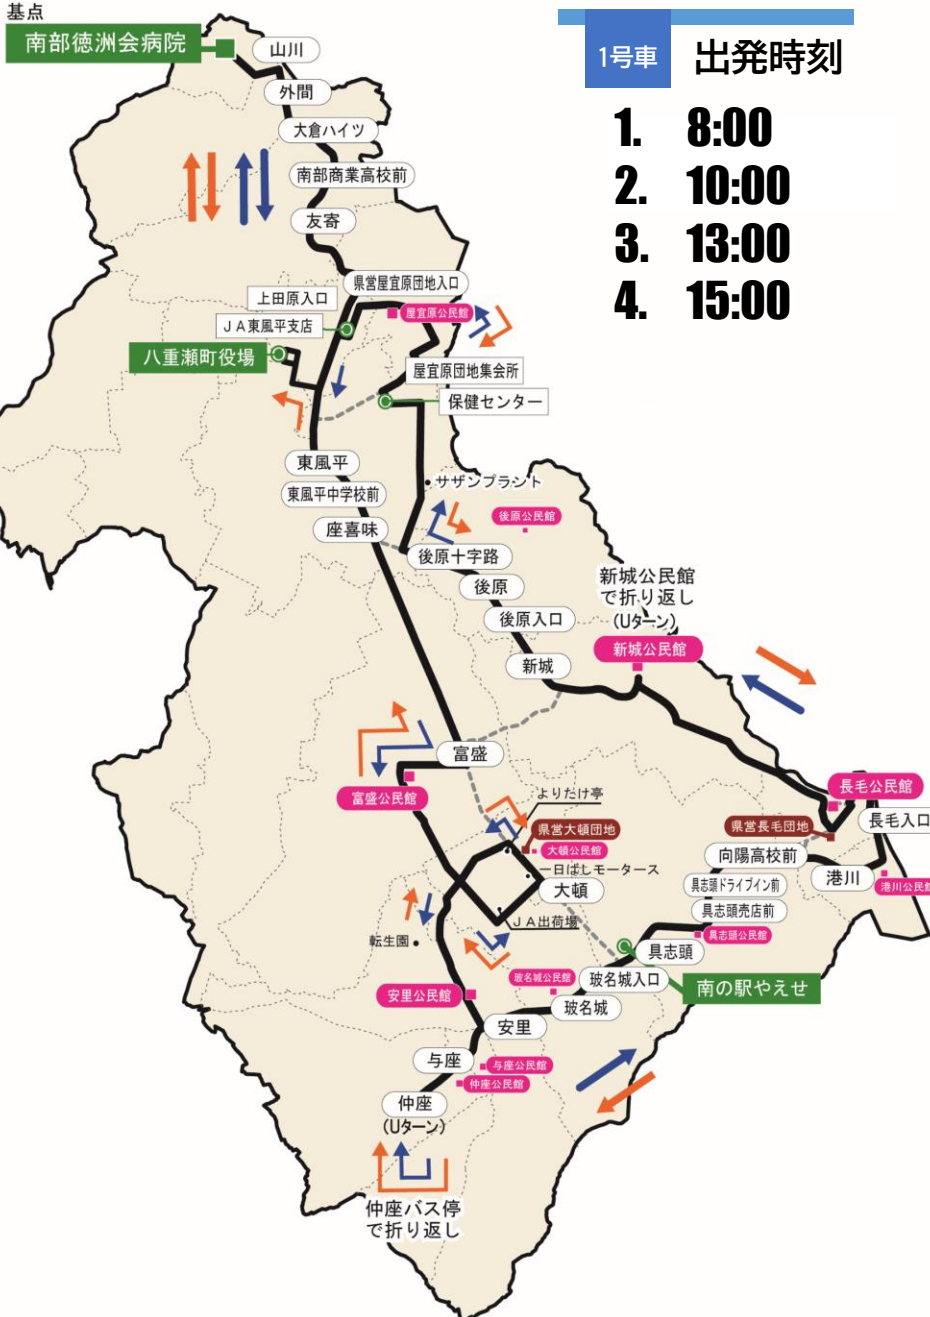 基点
南部徳洲会病院
1号車
出発時刻
1. 8:00
2. 10:00
3. 13:00
4. 15:00
山川
外間
大倉ハイツ
南部商業高校前
友寄
県営屋宜原団地入口
上田原入口
屋宜原公民館
JA東風平支店
八重瀬町役場
屋宜原団地集会所
保健センター
東風平
サザンプラント
東風平中学校前
後原公民館
座喜味
後原十字路
後原
新城公民館
で折り返し
(Uターン)
後原入口
新城公民館
新城
富盛
富盛公民館
よりだけ亭
長毛公民館
長毛入口
県営大頓団地
県営長毛団地
大頓公民館
向陽高校前
一日ばしモータース
港川
大頓
具志頭ドライブイン前
港川公民館
具志頭売店前
JA出荷場
具志頭公民館
転生園
具志頭
玻名城公民館
玻名城入口
南の駅やえせ
安里公民館
玻名城
安里
与座
与座公民館
仲座公民館
仲座
(Uターン)
仲座バス停
で折り返し